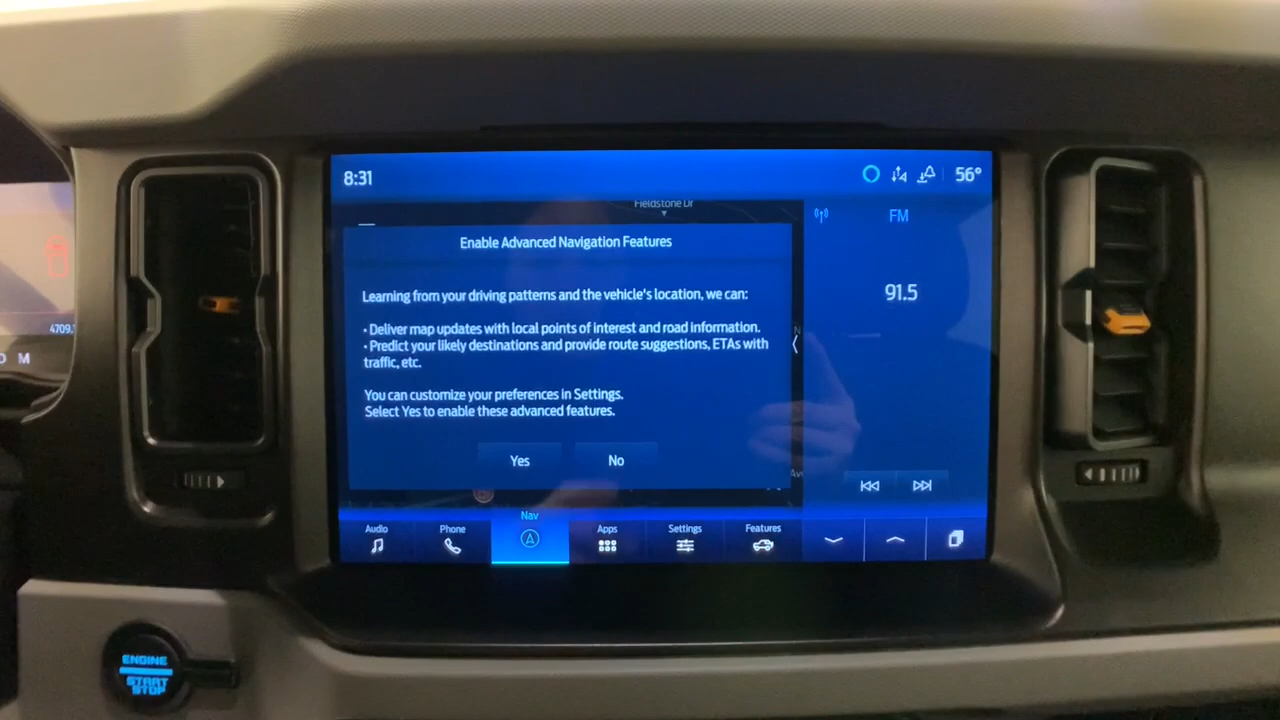 8:31
56°
Fieldstone Dr
FM
Enable Advanced Navigation Features
91.5
Learning from your driving patterns and the vehicle's location, we can:
• Deliver map updates with local points of interest and road information.
• Predict your likely destinations and provide route suggestions, ETAs with
traffic, etc.
N
You can customize your preferences in Settings.
Select Yes to enable these advanced features.
Yes
No
Av
Audio
Phone
Nav
Apps
Settings
Features
4709.
M
ENGINE
START
STOP